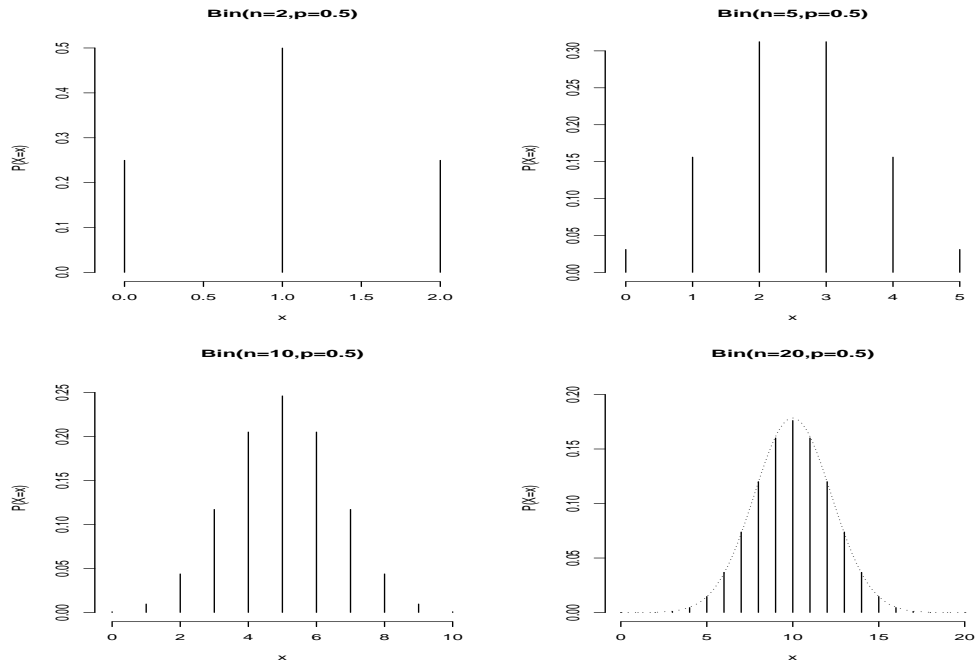 Bin(n=2,p=0.5)
P(X=x)
0.0 0.1 0.2 0.3 0.4 0.5
0.0 0.5 1.0 1.5 2.0
x
Bin(n=5,p=0.5)
P(X=x)
0.00 0.05 0.10 0.15 0.20 0.25 0.30
0 1 2 3 4 5
x
Bin(n=10,p=0.5)
P(X=x)
0.00 0.05 0.10 0.15 0.20 0.25
0 2 4 6 8 10
x
Bin(n=20,p=0.5)
P(X=x)
0.00 0.05 0.10 0.15 0.20
0 5 10 15 20
x